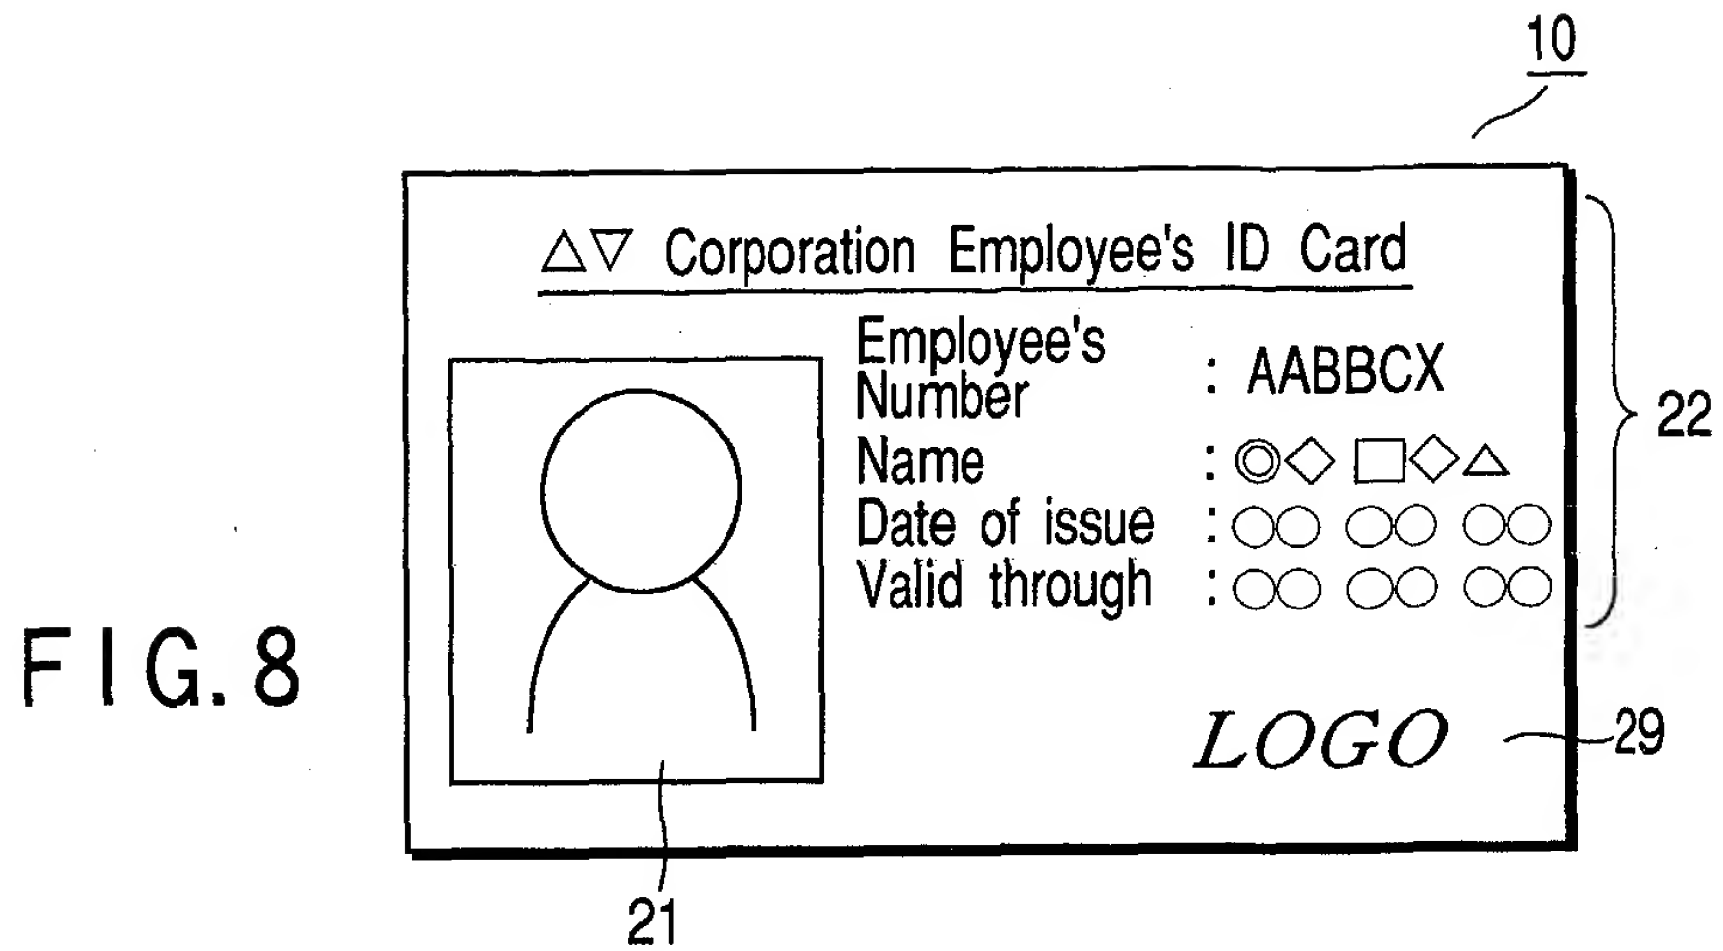 10
△▽ Corporation Employee's ID Card
Employee's
Number : AABBCX
Name : ◎◇ □◇△
Date of issue : ○○ ○○ ○○
Valid through : ○○ ○○ ○○
22
FIG. 8
LOGO
29
21